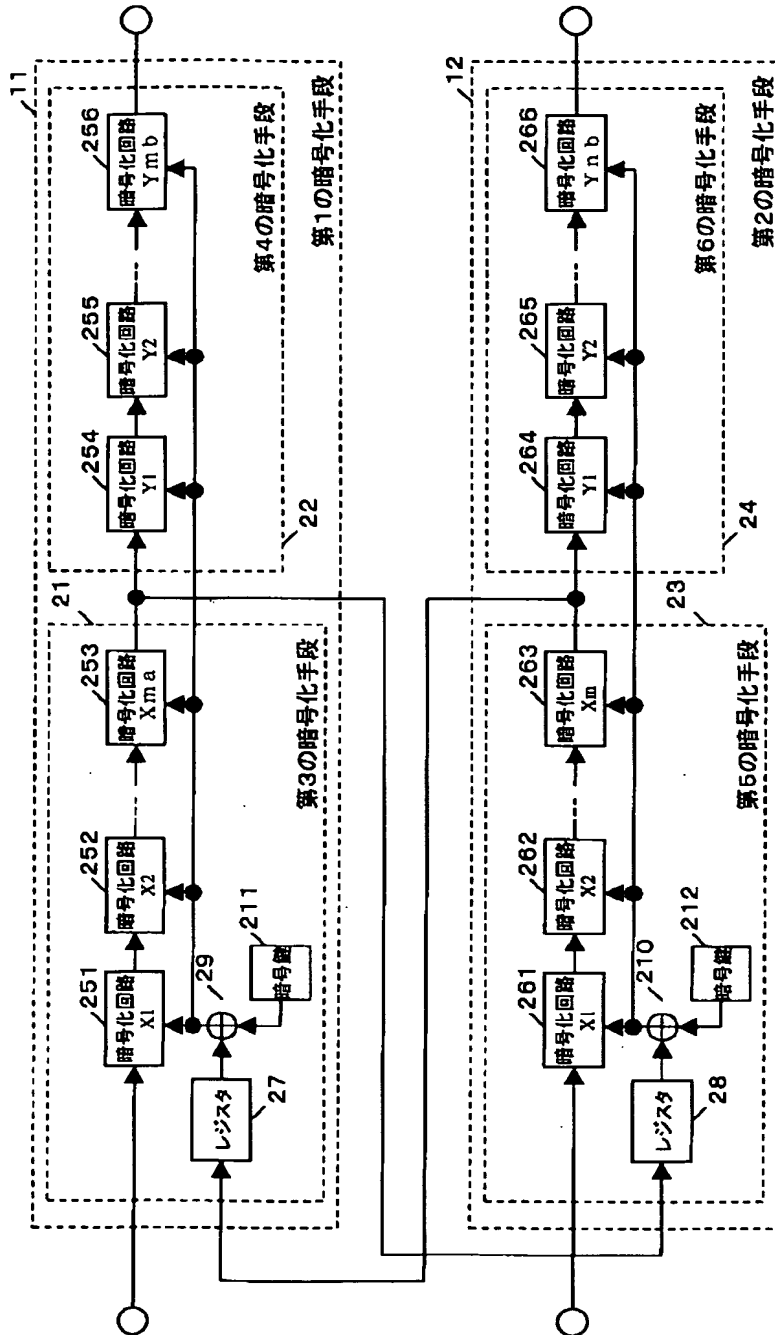 11
第1の暗号化手段
第4の暗号化手段
22
254
暗号化回路
Y1
255
暗号化回路
Y2
256
暗号化回路
Ymb
21
第3の暗号化手段
251
暗号化回路
X1
252
暗号化回路
X2
253
暗号化回路
Xma
29
211
暗号鍵
27
レジスタ
12
第2の暗号化手段
第6の暗号化手段
24
264
暗号化回路
Y1
265
暗号化回路
Y2
266
暗号化回路
Ynb
23
第5の暗号化手段
261
暗号化回路
X1
262
暗号化回路
X2
263
暗号化回路
Xm
210
212
暗号鍵
28
レジスタ